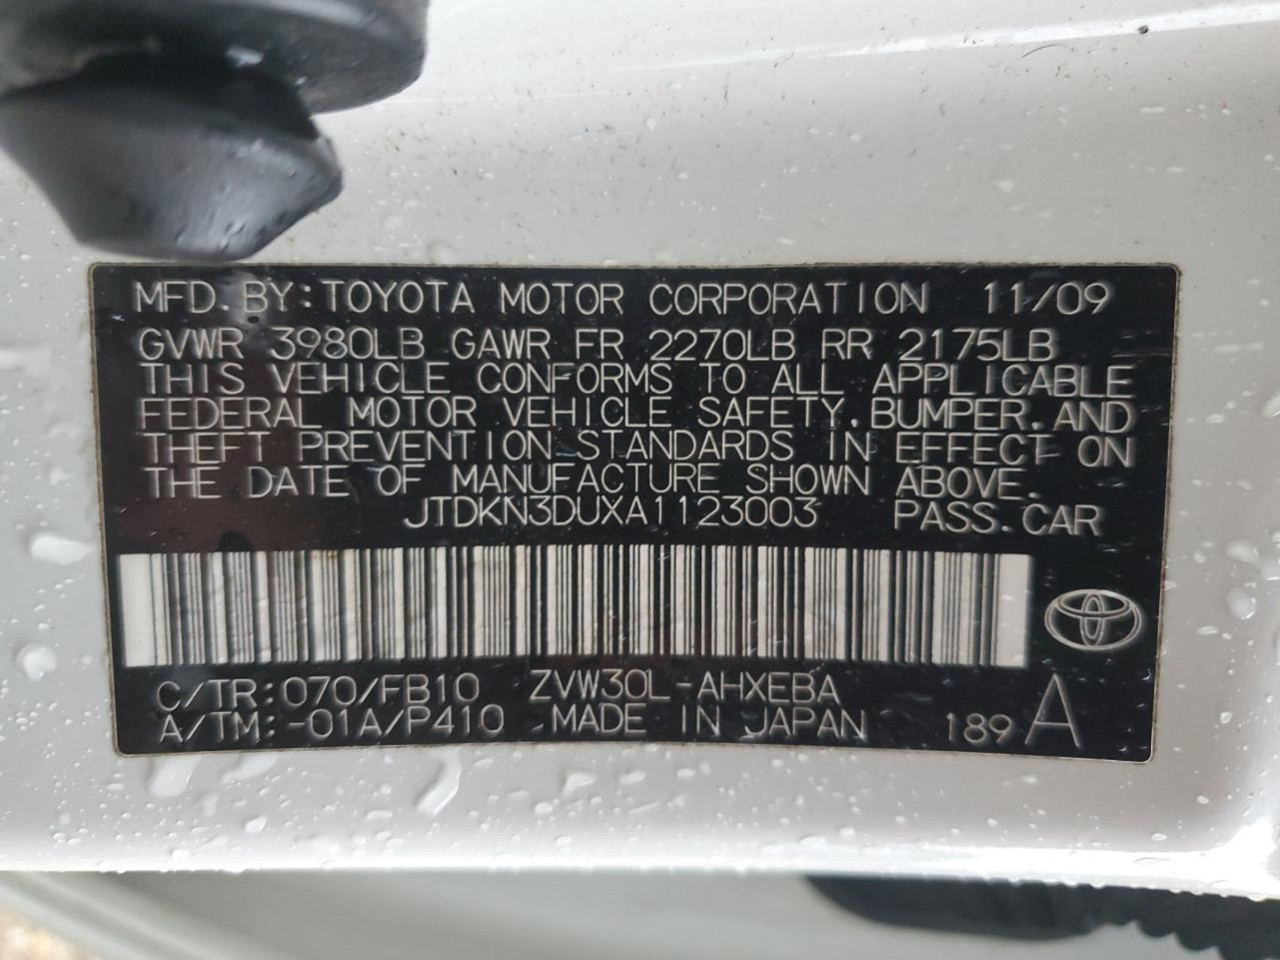 MFD. BY: TOYOTA MOTOR CORPORATION 11/09
GVWR 3980LB GAWR FR 2270LB RR 2175LB
THIS VEHICLE CONFORMS TO ALL APPLICABLE
FEDERAL MOTOR VEHICLE SAFETY, BUMPER, AND
THEFT PREVENTION STANDARDS IN EFFECT ON
THE DATE OF MANUFACTURE SHOWN ABOVE.
JTDKN3DUXA1123003 PASS. CAR
C/TR: 070/FB10 ZVW30L-AHXEBA
A/TM: -01A/P410 MADE IN JAPAN 189 A